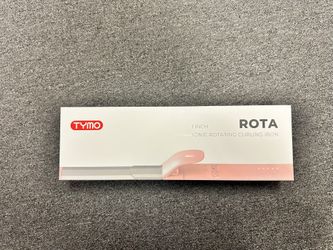 TYMO
ROTA
1 INCH
IONIC ROTATING CURLING IRON